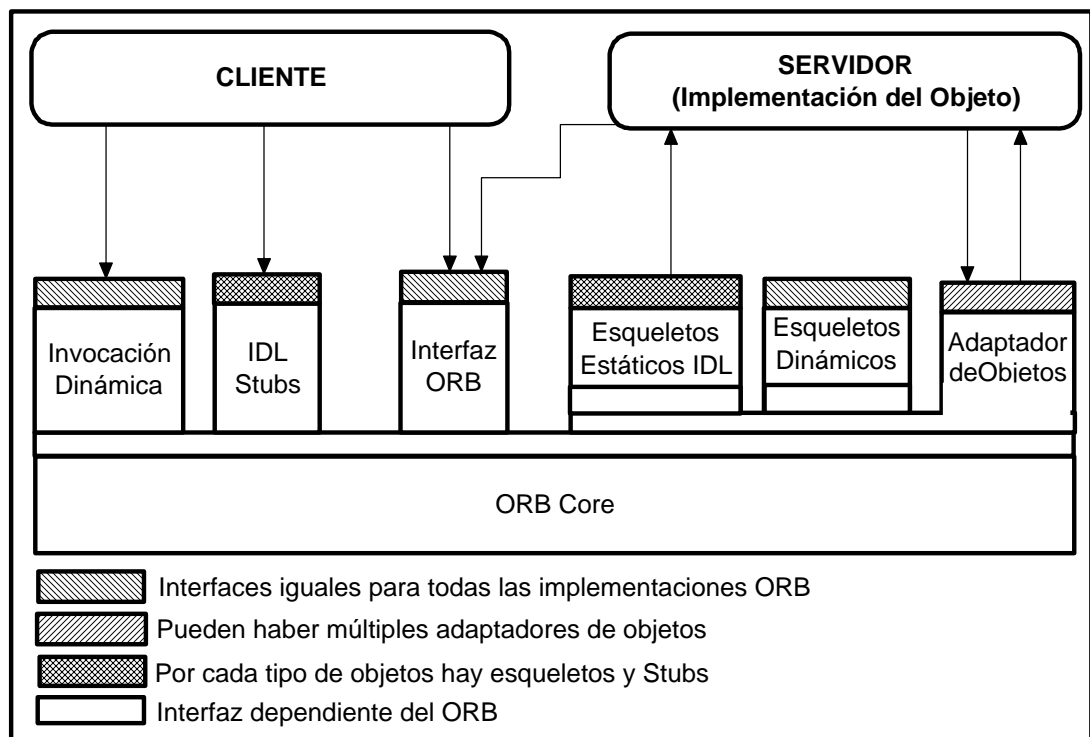 CLIENTE
SERVIDOR
(Implementación del Objeto)
Invocación
Dinámica
IDL
Stubs
Interfaz
ORB
Esqueletos
Estáticos IDL
Esqueletos
Dinámicos
Adaptador
deObjetos
ORB Core
Interfaces iguales para todas las implementaciones ORB
Pueden haber múltiples adaptadores de objetos
Por cada tipo de objetos hay esqueletos y Stubs
Interfaz dependiente del ORB